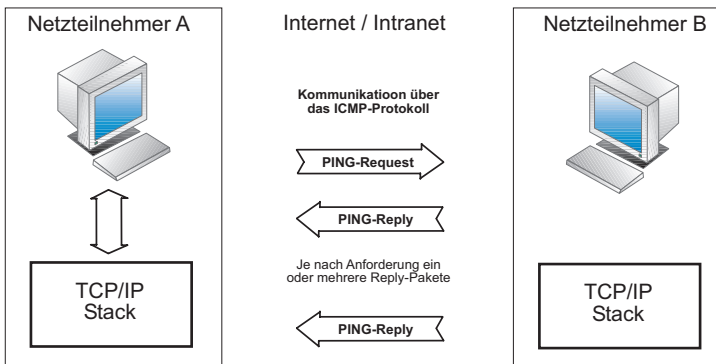 Netzteilnehmer A
Internet / Intranet
Netzteilnehmer B
Kommunikatioon über
das ICMP-Protokoll
PING-Request
PING-Reply
Je nach Anforderung ein
oder mehrere Reply-Pakete
PING-Reply
TCP/IP
Stack
TCP/IP
Stack